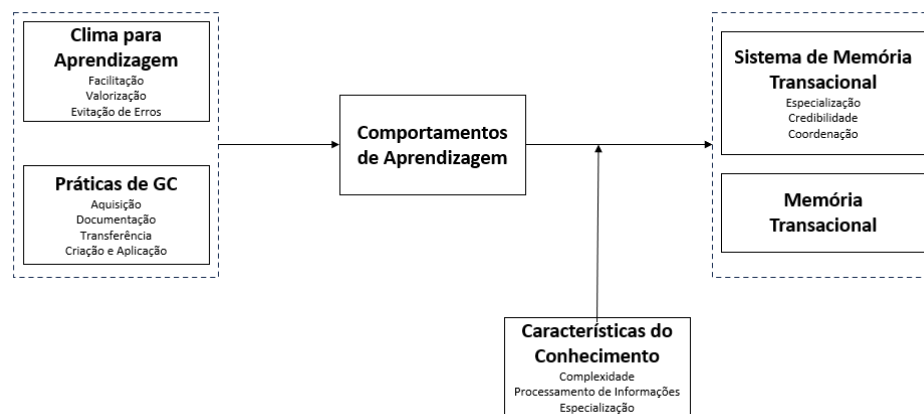 Clima para
Aprendizagem
Facilitação
Valorização
Evitação de Erros
Práticas de GC
Aquisição
Documentação
Transferência
Criação e Aplicação
Comportamentos
de Aprendizagem
Sistema de Memória
Transacional
Especialização
Credibilidade
Coordenação
Memória
Transacional
Características do
Conhecimento
Complexidade
Processamento de Informações
Especialização